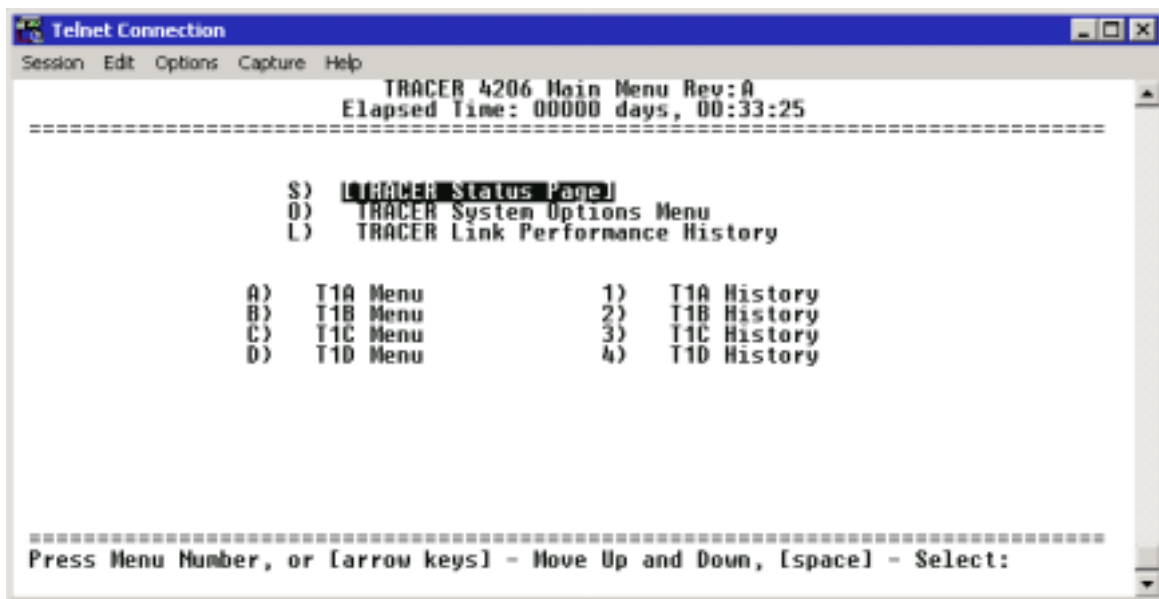 Telnet Connection
Session Edit Options Capture Help
TRACER 4206 Main Menu Rev:A
Elapsed Time: 00000 days, 00:33:25
================================================================================
S) [TRACER Status Page]
O) TRACER System Options Menu
L) TRACER Link Performance History
A) T1A Menu 1) T1A History
B) T1B Menu 2) T1B History
C) T1C Menu 3) T1C History
D) T1D Menu 4) T1D History
================================================================================
Press Menu Number, or [arrow keys] - Move Up and Down, [space] - Select: